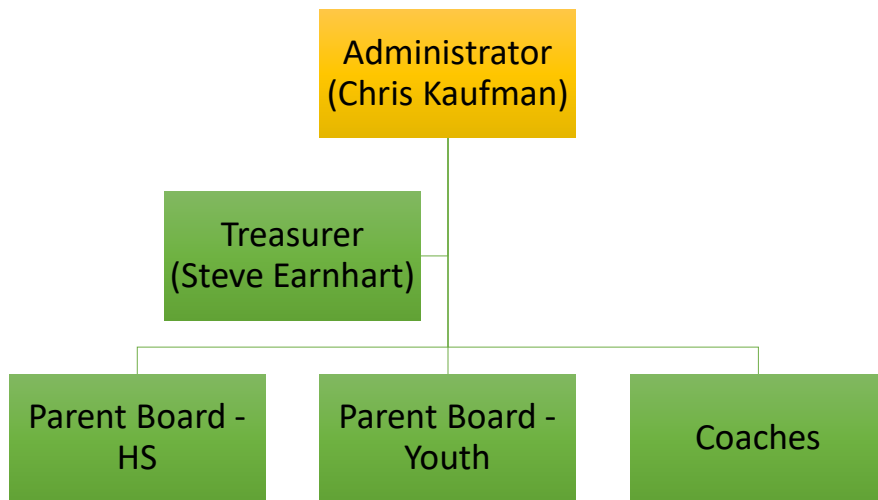 Administrator
(Chris Kaufman)
Treasurer
(Steve Earnhart)
Parent Board -
HS
Parent Board -
Youth
Coaches